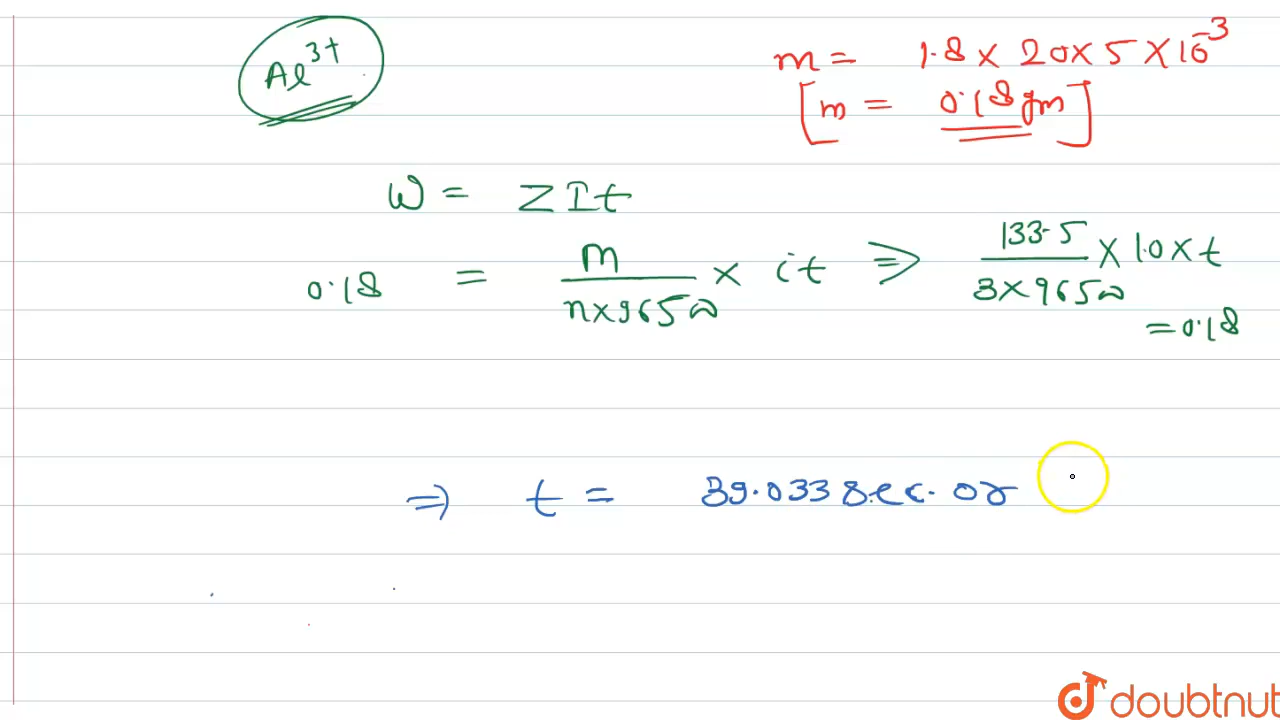 Al³⁺
m = 1.8 × 20 × 5 × 10⁻³
[m = 0.18 gm]
W = ZIt
0.18 = m/(n×96500) × it ⇒ 133.5/(3×96500) × 1.0 × t
= 0.18
⇒ t = 39.033 sec. or
doubtnut